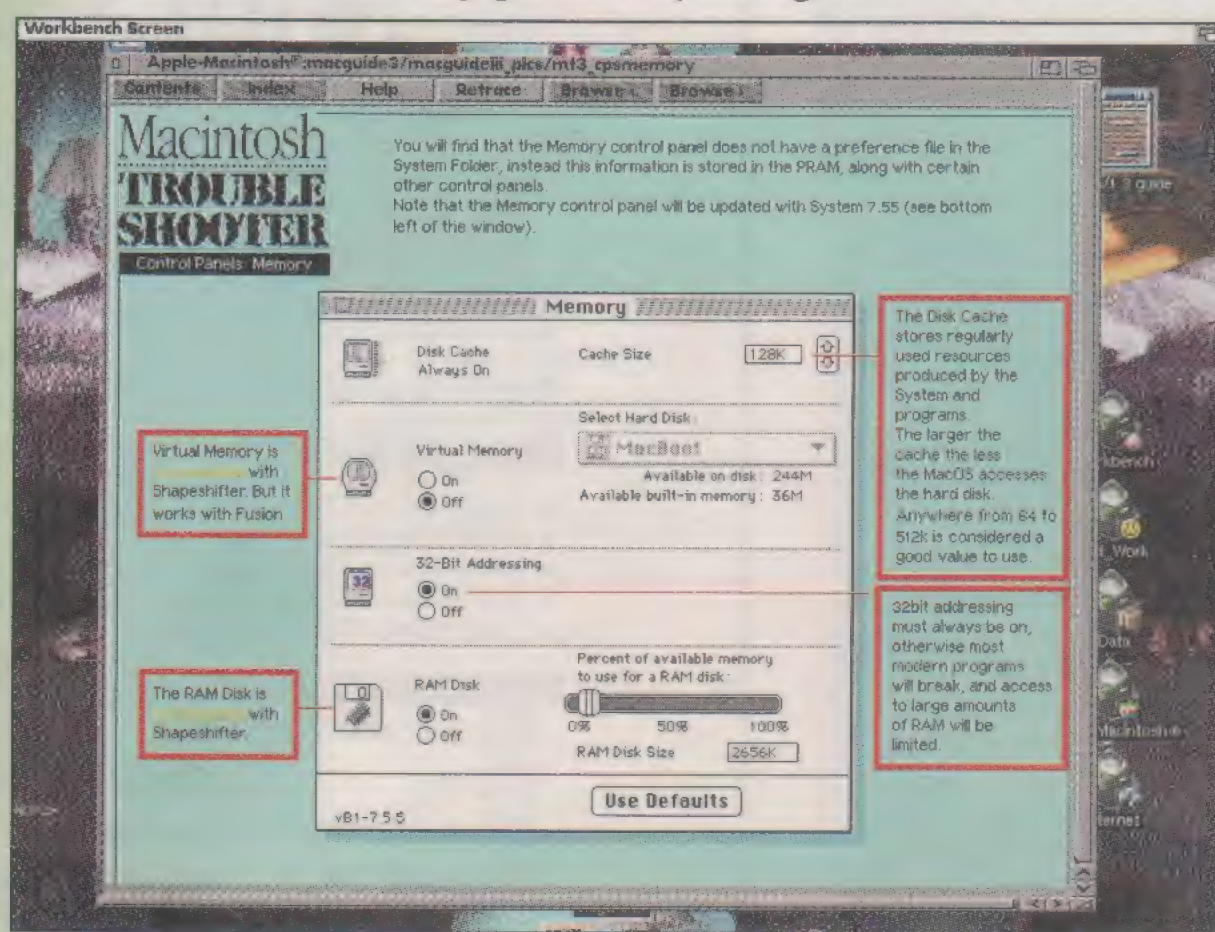 Workbench Screen
Apple-Macintosh®:macguide3/macguideiii_pics/mt3_cpsmemory
Contents Index Help Retrace Browse < Browse >
Macintosh
TROUBLE
SHOOTER
Control Panels: Memory
You will find that the Memory control panel does not have a preference file in the
System Folder, instead this information is stored in the PRAM, along with certain
other control panels.
Note that the Memory control panel will be updated with System 7.55 (see bottom
left of the window).
Memory
Disk Cache
Always On
Cache Size
128K
The Disk Cache
stores regularly
used resources
produced by the
System and
programs.
The larger the
cache the less
the MacOS accesses
the hard disk.
Anywhere from 64 to
512k is considered a
good value to use.
Virtual Memory is
with
Shapeshifter. But it
works with Fusion
Virtual Memory
On
Off
Select Hard Disk:
MacBoot
Available on disk: 244M
Available built-in memory: 36M
32
32-Bit Addressing
On
Off
32bit addressing
must always be on,
otherwise most
modern programs
will break, and access
to large amounts
of RAM will be
limited.
The RAM Disk is
with
Shapeshifter.
RAM Disk
On
Off
Percent of available memory
to use for a RAM disk:
0% 50% 100%
RAM Disk Size
2656K
v81-7.5.5
Use Defaults
guide
Work
Data